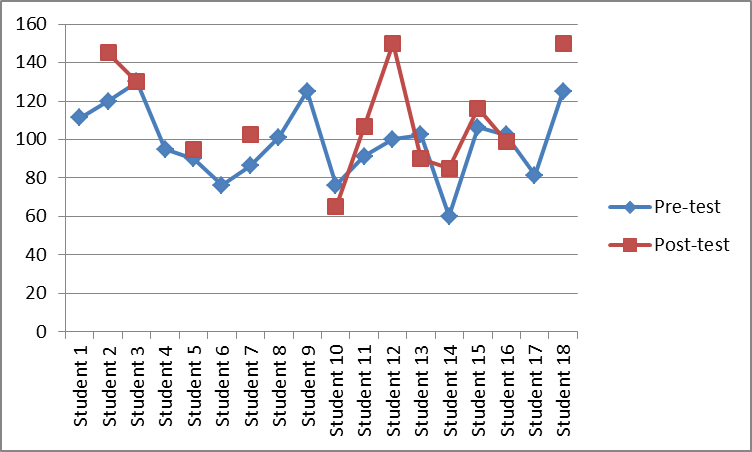 160
140
120
100
80
60
40
20
0
Student 1
Student 2
Student 3
Student 4
Student 5
Student 6
Student 7
Student 8
Student 9
Student 10
Student 11
Student 12
Student 13
Student 14
Student 15
Student 16
Student 17
Student 18
Pre-test
Post-test